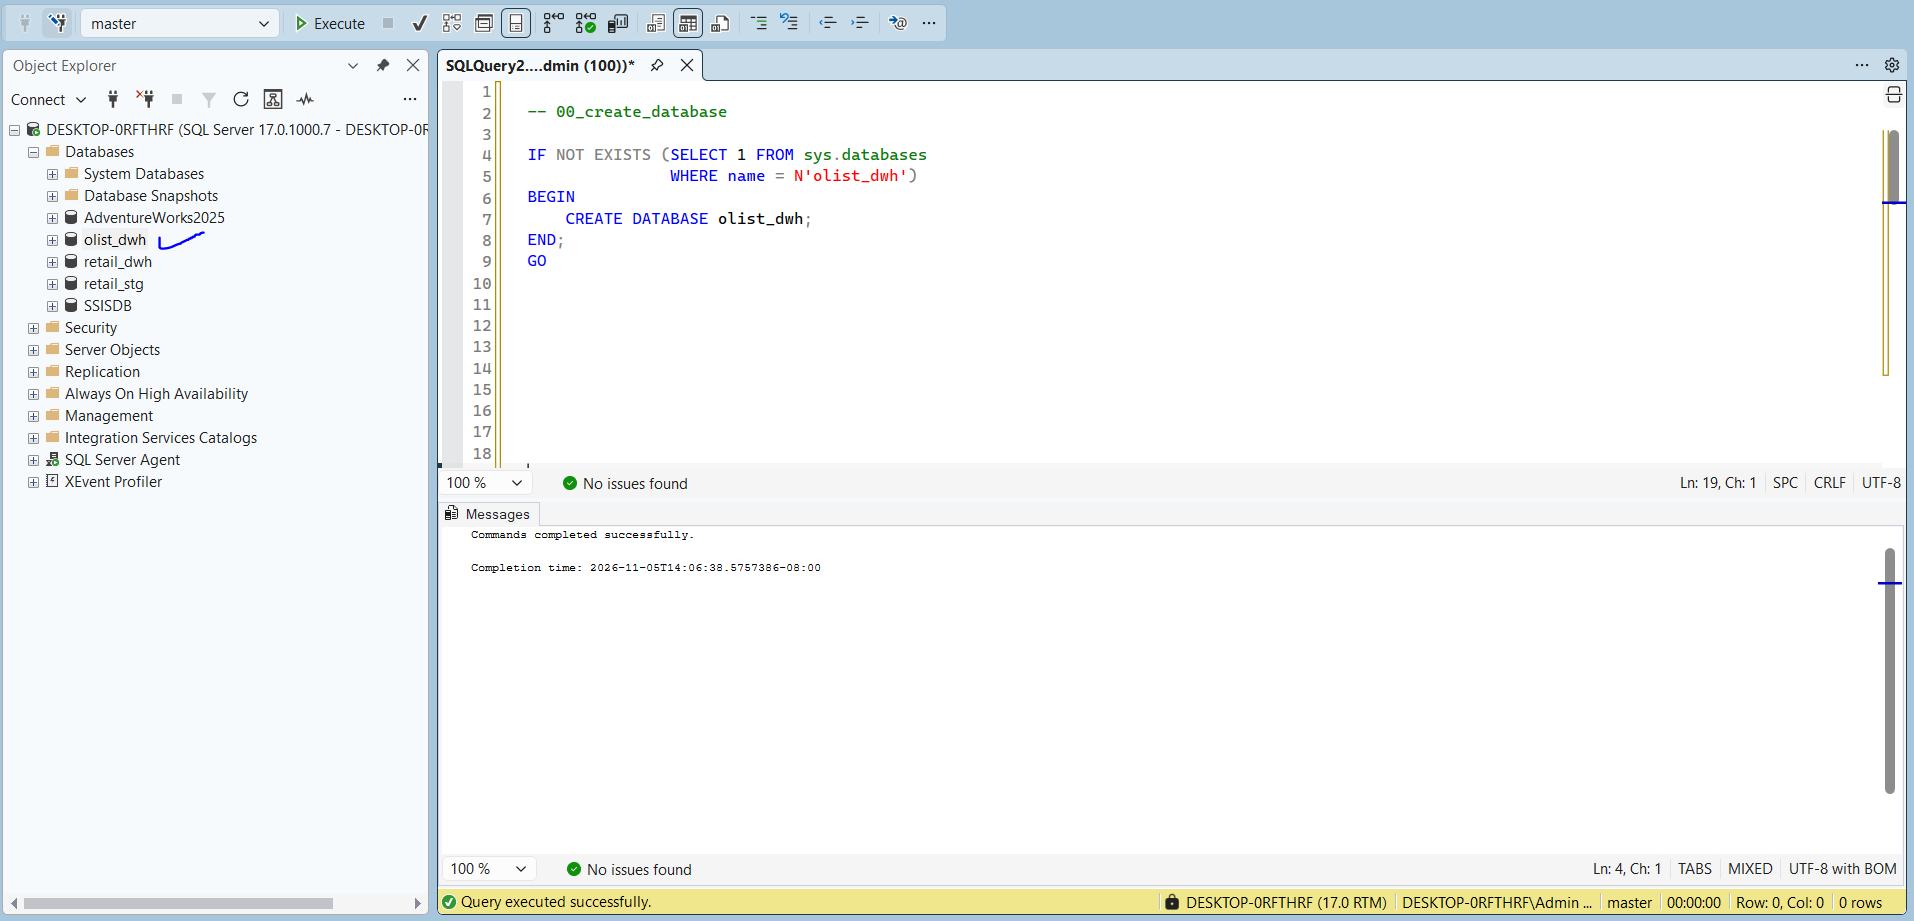 master
Execute
Object Explorer
Connect
DESKTOP-0RFTHRF (SQL Server 17.0.1000.7 - DESKTOP-0R
Databases
System Databases
Database Snapshots
AdventureWorks2025
olist_dwh
retail_dwh
retail_stg
SSISDB
Security
Server Objects
Replication
Always On High Availability
Management
Integration Services Catalogs
SQL Server Agent
XEvent Profiler
SQLQuery2....dmin (100))*
1
2 -- 00_create_database
3
4 IF NOT EXISTS (SELECT 1 FROM sys.databases
5 WHERE name = N'olist_dwh')
6 BEGIN
7 CREATE DATABASE olist_dwh;
8 END;
9 GO
10
11
12
13
14
15
16
17
18
100 % No issues found Ln: 19, Ch: 1 SPC CRLF UTF-8
Messages
Commands completed successfully.
Completion time: 2026-11-05T14:06:38.5757386-08:00
100 % No issues found Ln: 4, Ch: 1 TABS MIXED UTF-8 with BOM
Query executed successfully. DESKTOP-0RFTHRF (17.0 RTM) DESKTOP-0RFTHRF\Admin ... master 00:00:00 Row: 0, Col: 0 0 rows